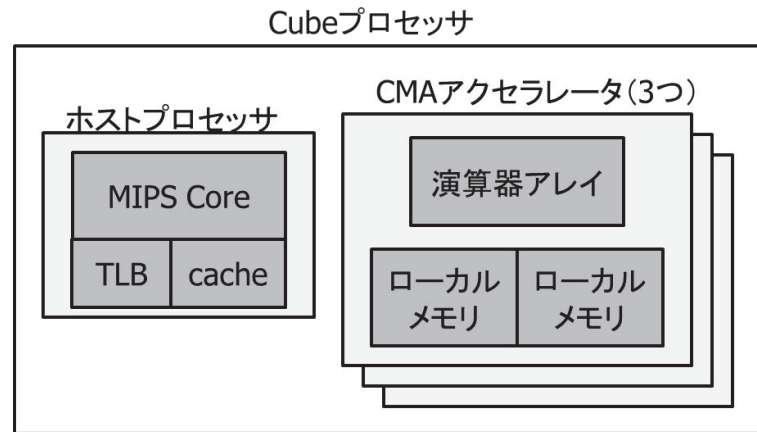 Cubeプロセッサ
ホストプロセッサ
MIPS Core
TLB
cache
CMAアクセラレータ(3つ)
演算器アレイ
ローカル
メモリ
ローカル
メモリ